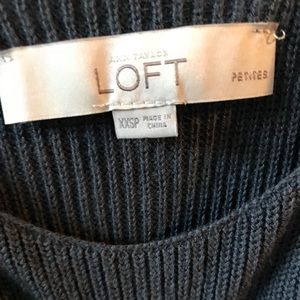 ANN TAYLOR
LOFT
PETITES
XXSP
MADE IN
CHINA